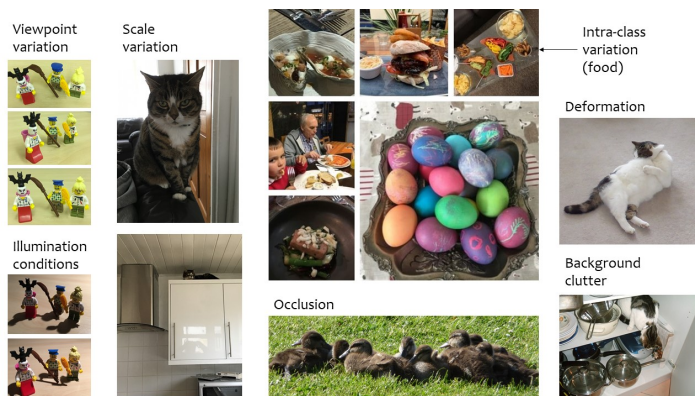 Viewpoint
variation
Scale
variation
Intra-class
variation
(food)
Deformation
Illumination
conditions
Background
clutter
Occlusion